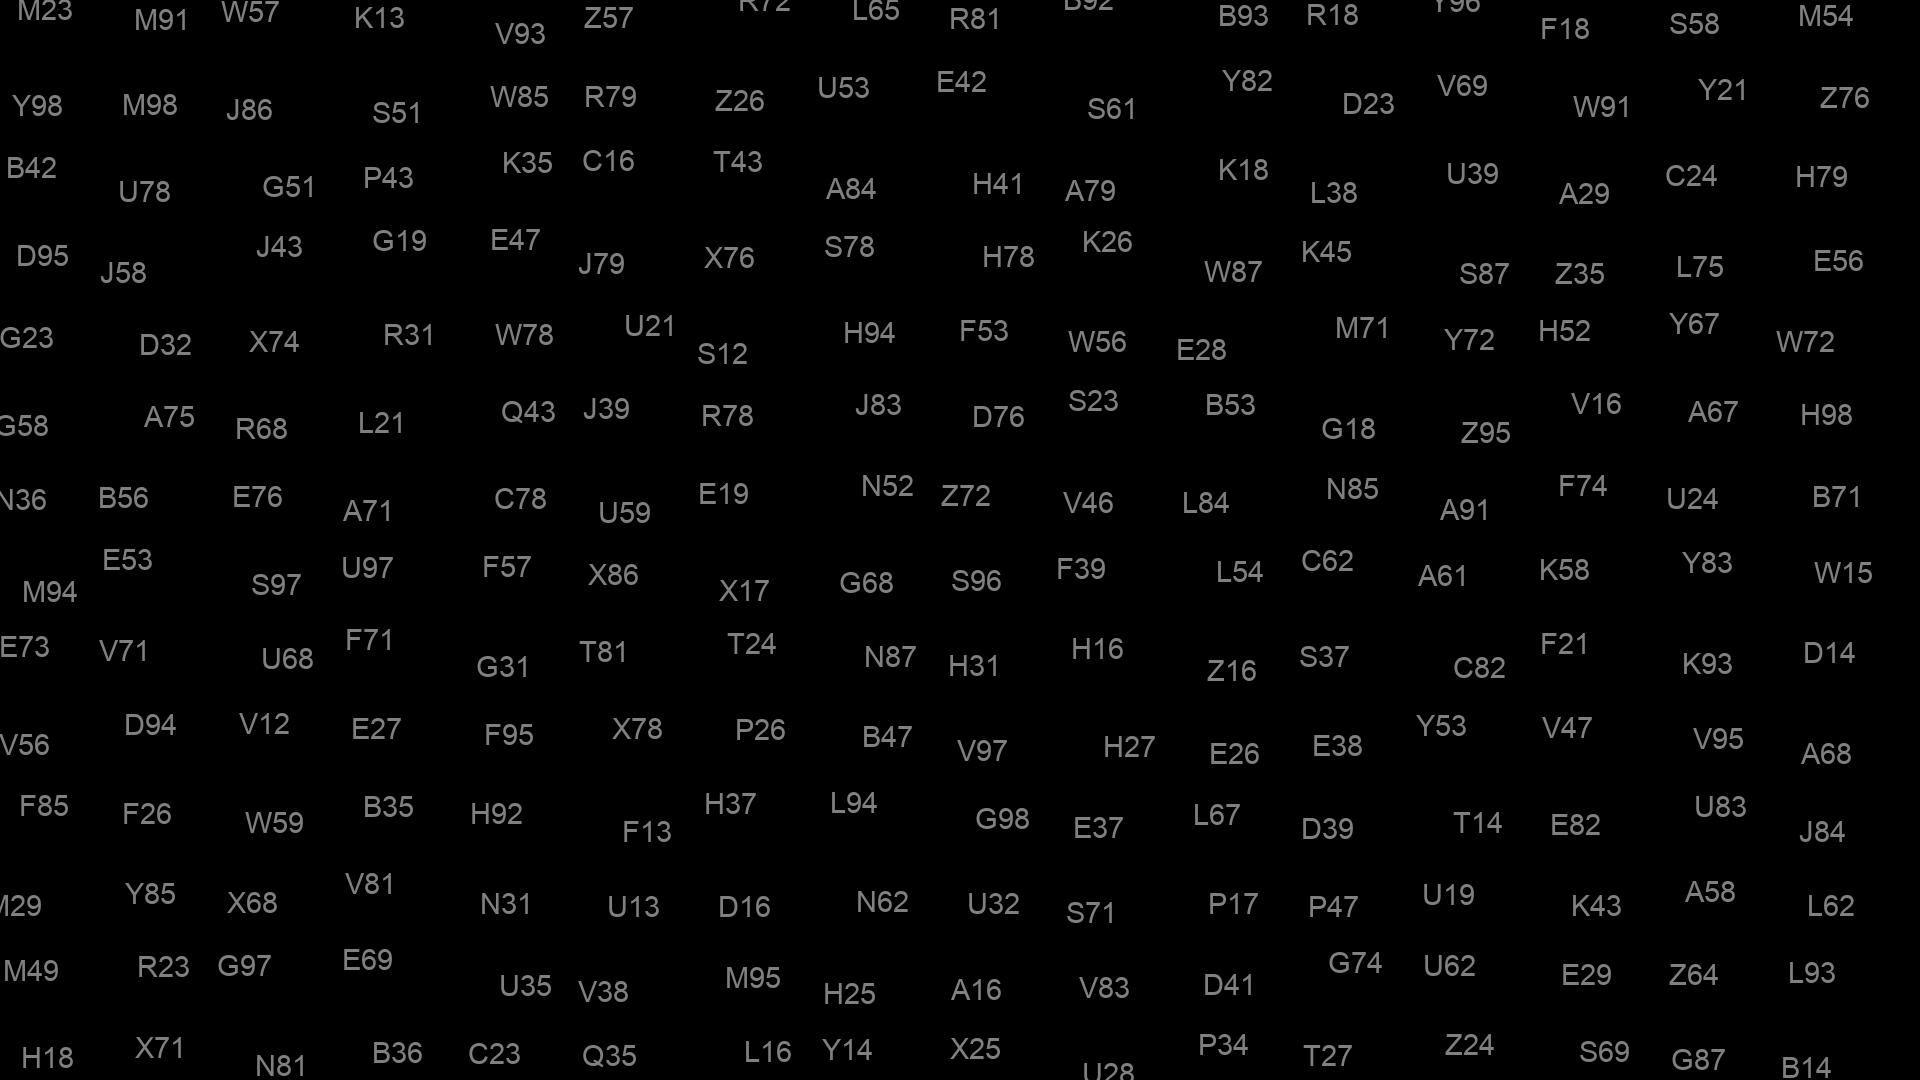 M23 M91 W57 K13 V93 Z57 R72 L65 R81 B92 B93 R18 Y96 F18 S58 M54
Y98 M98 J86 S51 W85 R79 Z26 U53 E42 S61 Y82 D23 V69 W91 Y21 Z76
B42 U78 G51 P43 K35 C16 T43 A84 H41 A79 K18 L38 U39 A29 C24 H79
D95 J58 J43 G19 E47 J79 X76 S78 H78 K26 W87 K45 S87 Z35 L75 E56
G23 D32 X74 R31 W78 U21 S12 H94 F53 W56 E28 M71 Y72 H52 Y67 W72
G58 A75 R68 L21 Q43 J39 R78 J83 D76 S23 B53 G18 Z95 V16 A67 H98
N36 B56 E76 A71 C78 U59 E19 N52 Z72 V46 L84 N85 A91 F74 U24 B71
M94 E53 S97 U97 F57 X86 X17 G68 S96 F39 L54 C62 A61 K58 Y83 W15
E73 V71 U68 F71 G31 T81 T24 N87 H31 H16 Z16 S37 C82 F21 K93 D14
V56 D94 V12 E27 F95 X78 P26 B47 V97 H27 E26 E38 Y53 V47 V95 A68
F85 F26 W59 B35 H92 F13 H37 L94 G98 E37 L67 D39 T14 E82 U83 J84
M29 Y85 X68 V81 N31 U13 D16 N62 U32 S71 P17 P47 U19 K43 A58 L62
M49 R23 G97 E69 U35 V38 M95 H25 A16 V83 D41 G74 U62 E29 Z64 L93
H18 X71 N81 B36 C23 Q35 L16 Y14 X25 U28 P34 T27 Z24 S69 G87 B14